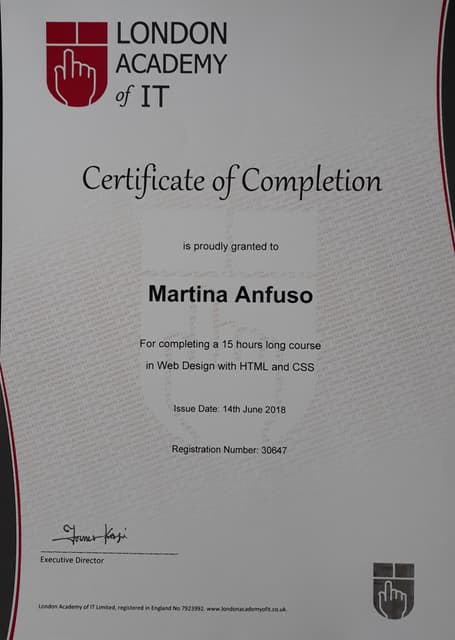 LONDON
ACADEMY
of IT
Certificate of Completion
is proudly granted to
Martina Anfuso
For completing a 15 hours long course
in Web Design with HTML and CSS
Issue Date: 14th June 2018
Registration Number: 30647
Executive Director
London Academy of IT Limited, registered in England No 7923992. www.londonacademyofit.co.uk.